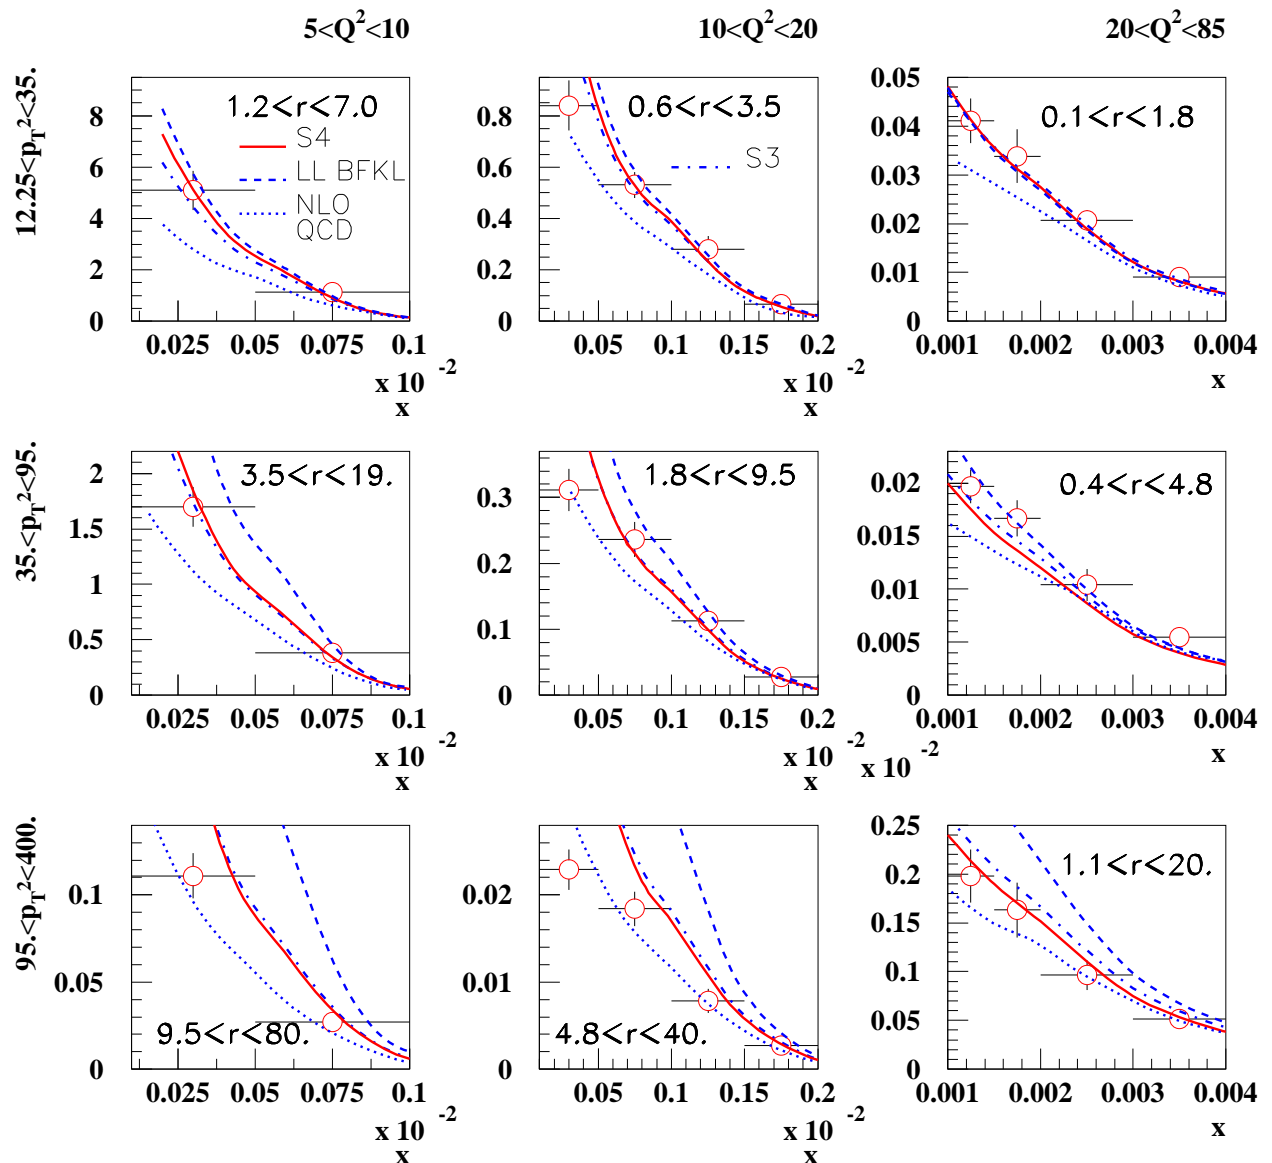 5<Q²<10 10<Q²<20 20<Q²<85
12.25<p_T²<35.
1.2<r<7.0
S4
LL BFKL
NLO
QCD
8
6
4
2
0
0.025 0.05 0.075 0.1
x 10 -2
x
0.6<r<3.5
S3
0.8
0.6
0.4
0.2
0
0.05 0.1 0.15 0.2
x 10 -2
x
0.1<r<1.8
0.05
0.04
0.03
0.02
0.01
0
0.001 0.002 0.003 0.004
x
35.<p_T²<95.
3.5<r<19.
2
1.5
1
0.5
0
0.025 0.05 0.075 0.1
x 10 -2
x
1.8<r<9.5
0.3
0.2
0.1
0
0.05 0.1 0.15 0.2
x 10 -2
x
0.4<r<4.8
0.02
0.015
0.01
0.005
0
0.001 0.002 0.003 0.004
x
x 10 -2
95.<p_T²<400.
0.1
0.05
0
9.5<r<80.
0.025 0.05 0.075 0.1
x 10 -2
x
0.02
0.01
0
4.8<r<40.
0.05 0.1 0.15 0.2
x 10 -2
x
1.1<r<20.
0.25
0.2
0.15
0.1
0.05
0
0.001 0.002 0.003 0.004
x